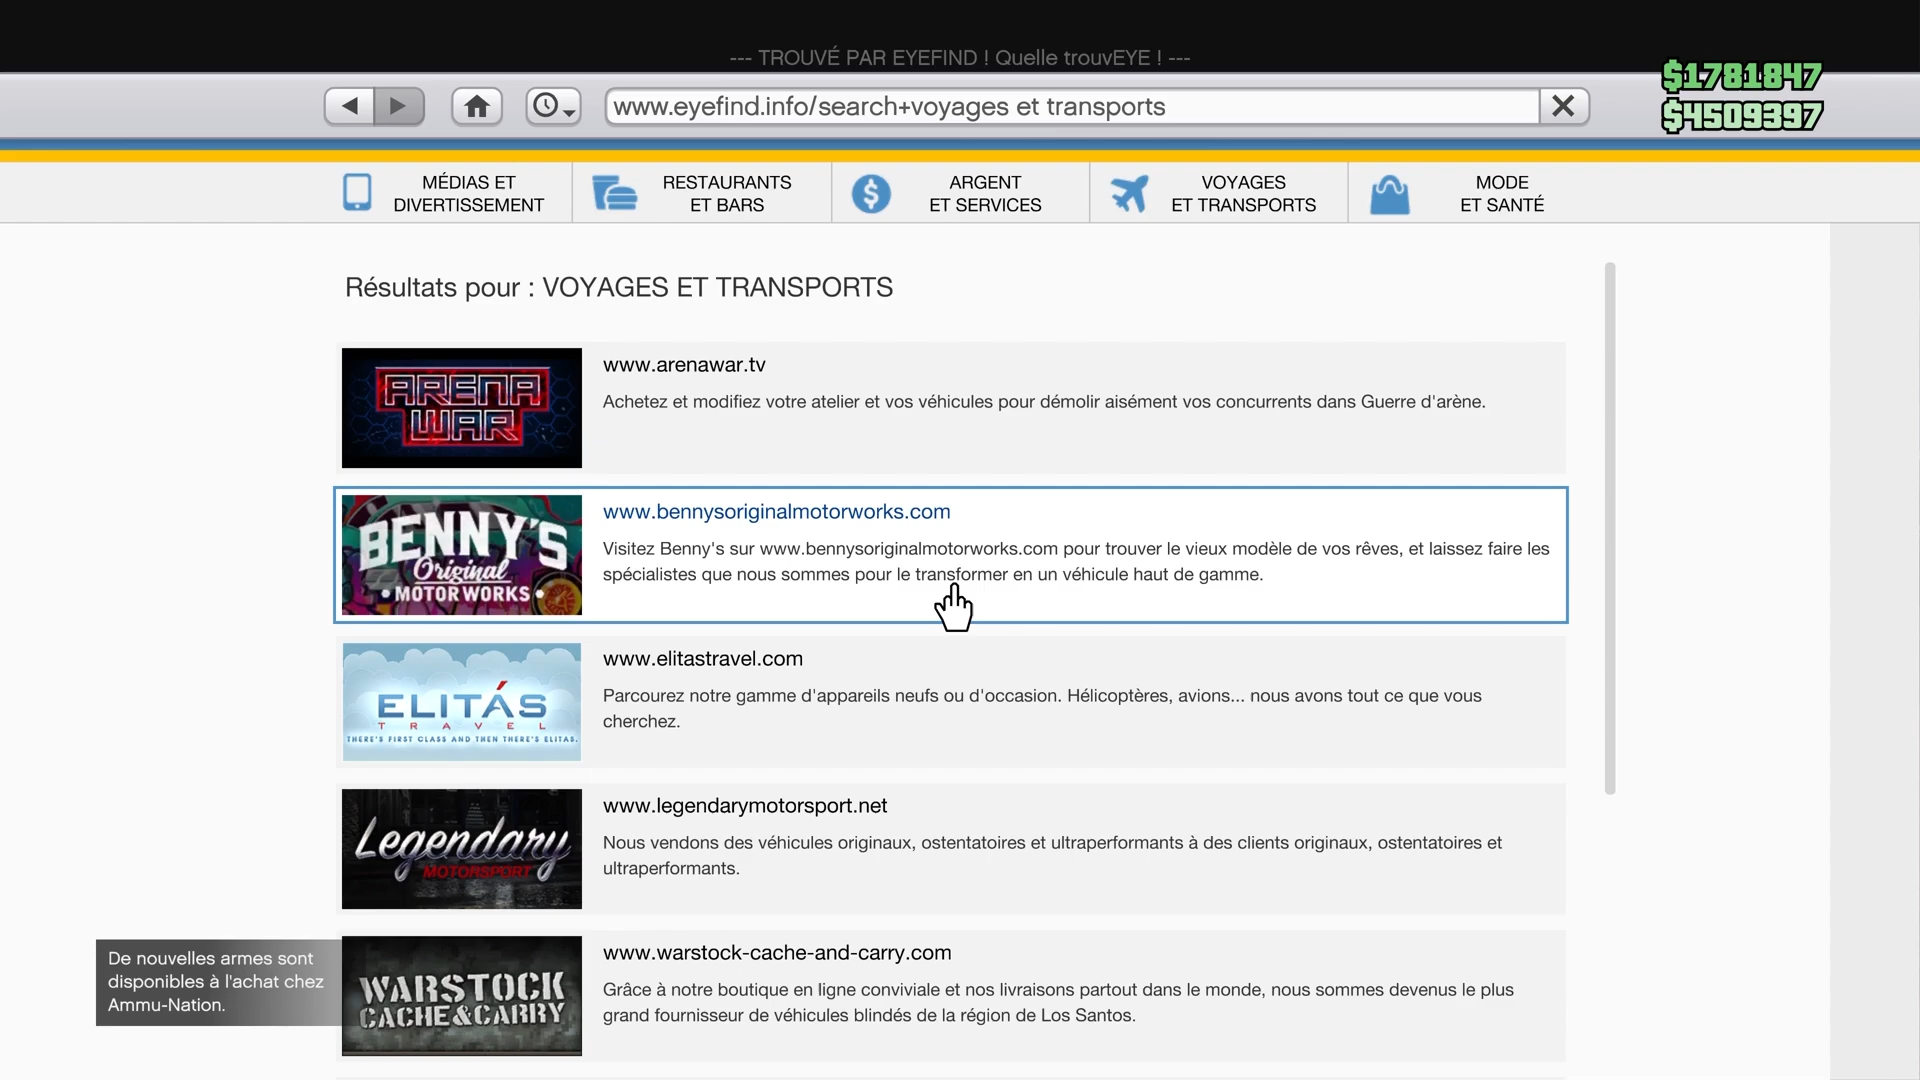 --- TROUVÉ PAR EYEFIND ! Quelle trouvEYE ! ---
www.eyefind.info/search+voyages et transports
$1781847
$4509397
MÉDIAS ET
DIVERTISSEMENT
RESTAURANTS
ET BARS
ARGENT
ET SERVICES
VOYAGES
ET TRANSPORTS
MODE
ET SANTÉ
Résultats pour : VOYAGES ET TRANSPORTS
ARENA
WAR
www.arenawar.tv
Achetez et modifiez votre atelier et vos véhicules pour démolir aisément vos concurrents dans Guerre d'arène.
BENNY'S
Original
• MOTOR WORKS •
www.bennysoriginalmotorworks.com
Visitez Benny's sur www.bennysoriginalmotorworks.com pour trouver le vieux modèle de vos rêves, et laissez faire les
spécialistes que nous sommes pour le transformer en un véhicule haut de gamme.
ELITÁS
TRAVEL
THERE'S FIRST CLASS AND THEN THERE'S ELITAS.
www.elitastravel.com
Parcourez notre gamme d'appareils neufs ou d'occasion. Hélicoptères, avions... nous avons tout ce que vous
cherchez.
Legendary
MOTORSPORT
www.legendarymotorsport.net
Nous vendons des véhicules originaux, ostentatoires et ultraperformants à des clients originaux, ostentatoires et
ultraperformants.
WARSTOCK
CACHE&CARRY
www.warstock-cache-and-carry.com
Grâce à notre boutique en ligne conviviale et nos livraisons partout dans le monde, nous sommes devenus le plus
grand fournisseur de véhicules blindés de la région de Los Santos.
De nouvelles armes sont
disponibles à l'achat chez
Ammu-Nation.